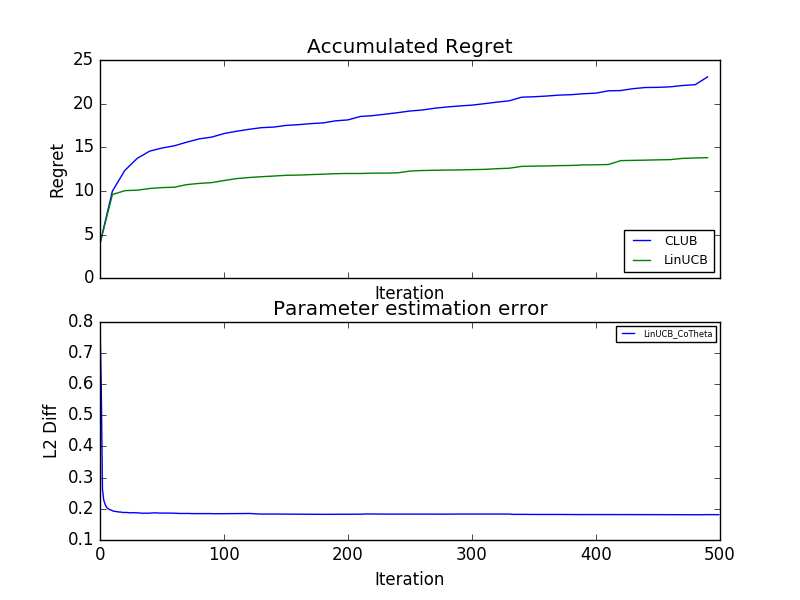 Accumulated Regret
25
20
15
10
5
0
Regret
CLUB
LinUCB
Iteration
Parameter estimation error
0.8
0.7
0.6
0.5
0.4
0.3
0.2
0.1
L2 Diff
LinUCB_CoTheta
0 100 200 300 400 500
Iteration